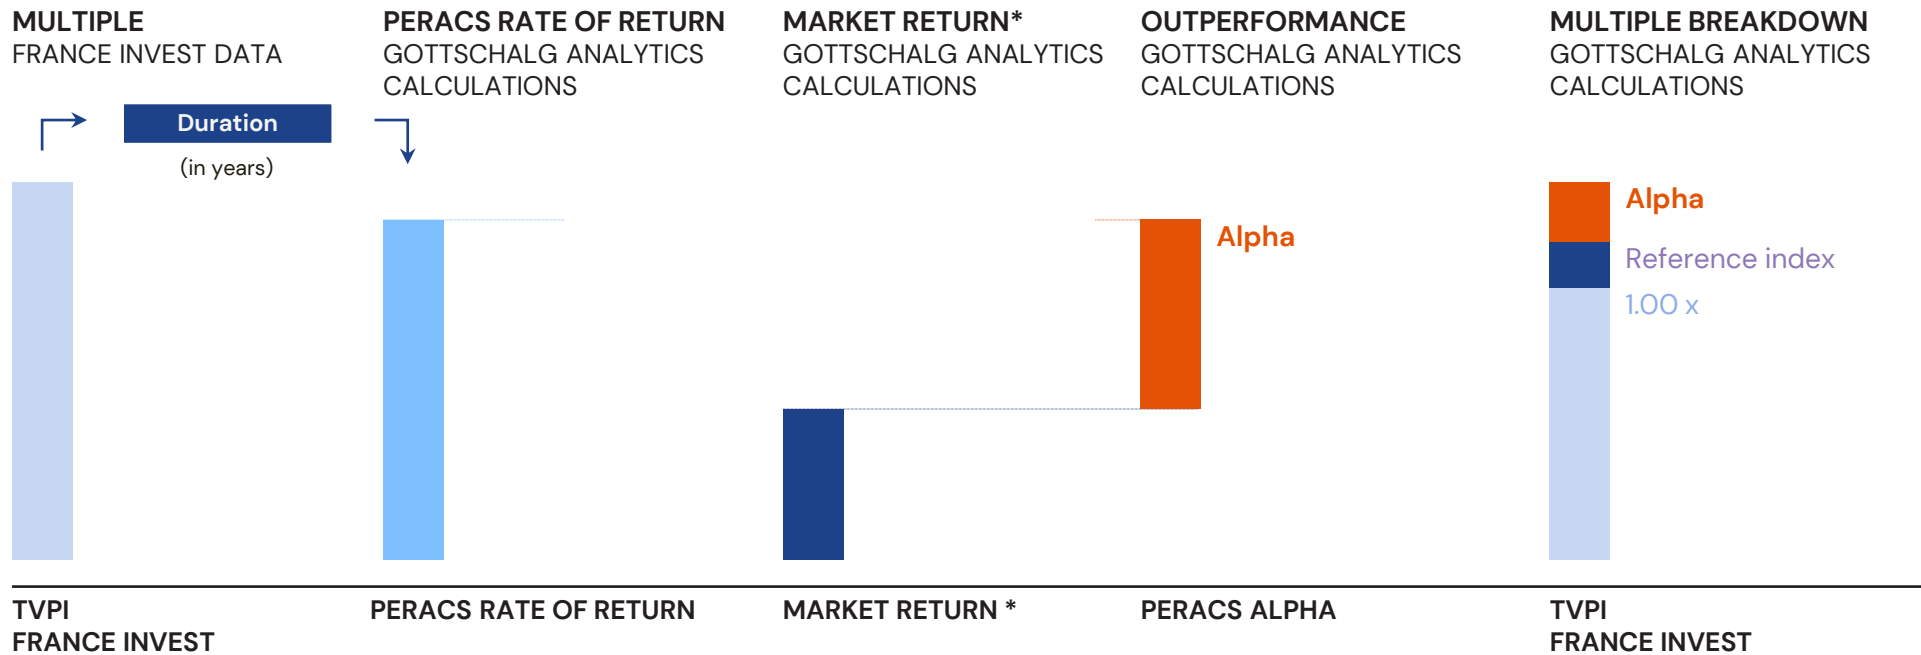 MULTIPLE
FRANCE INVEST DATA
PERACS RATE OF RETURN
GOTTSCHALG ANALYTICS
CALCULATIONS
MARKET RETURN*
GOTTSCHALG ANALYTICS
CALCULATIONS
OUTPERFORMANCE
GOTTSCHALG ANALYTICS
CALCULATIONS
MULTIPLE BREAKDOWN
GOTTSCHALG ANALYTICS
CALCULATIONS
Duration
(in years)
Alpha
Alpha
Reference index
1.00 x
TVPI
FRANCE INVEST
PERACS RATE OF RETURN
MARKET RETURN *
PERACS ALPHA
TVPI
FRANCE INVEST